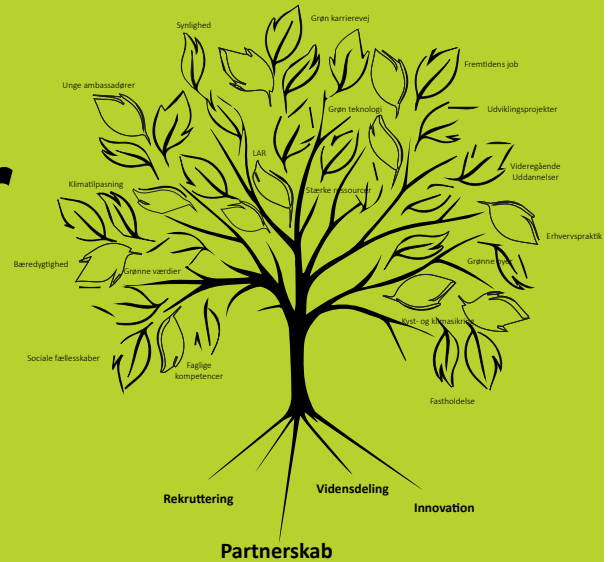 Synlighed
Grøn karrierevej
Fremtidens job
Unge ambassadører
Grøn teknologi
Udviklingsprojekter
LAR
Videregående
Uddannelser
Klimatilpasning
Stærke ressourcer
Erhvervspraktik
Bæredygtighed
Grønne værdier
Grønne byer
Kyst- og klimasikring
Sociale fællesskaber
Faglige
kompetencer
Fastholdelse
Rekruttering
Vidensdeling
Innovation
Partnerskab